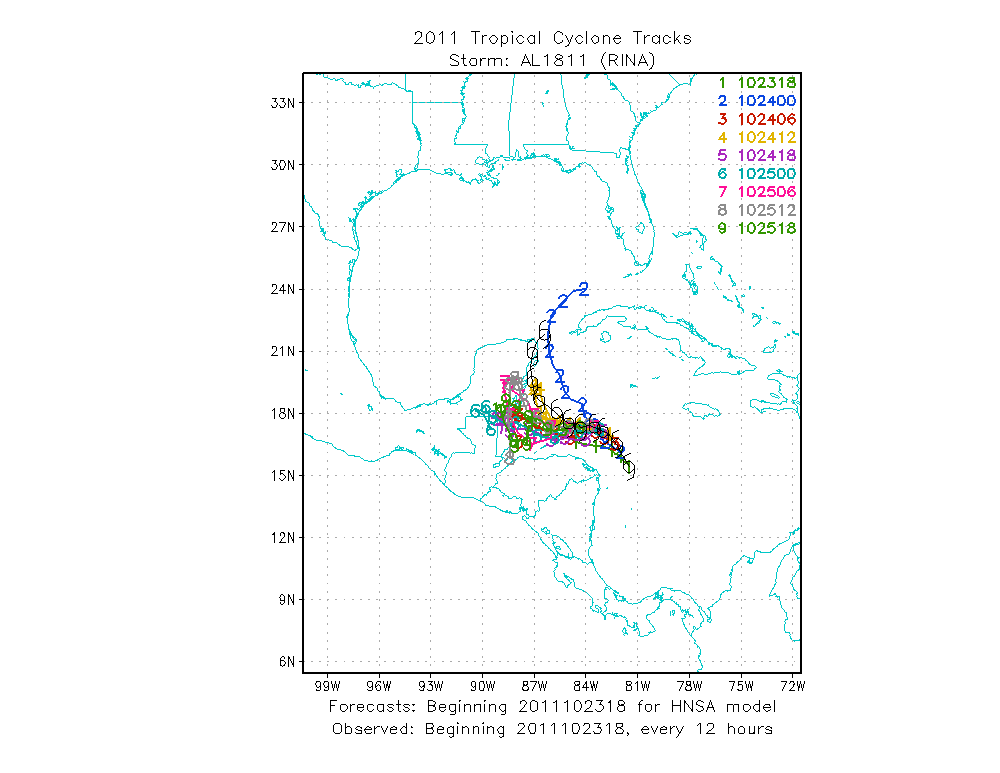 2011 Tropical Cyclone Tracks
Storm: AL1811 (RINA)
1 102318
2 102400
3 102406
4 102412
5 102418
6 102500
7 102506
8 102512
9 102518
33N
30N
27N
24N
21N
18N
15N
12N
9N
6N
99W 96W 93W 90W 87W 84W 81W 78W 75W 72W
Forecasts: Beginning 2011102318 for HNSA model
Observed: Beginning 2011102318, every 12 hours